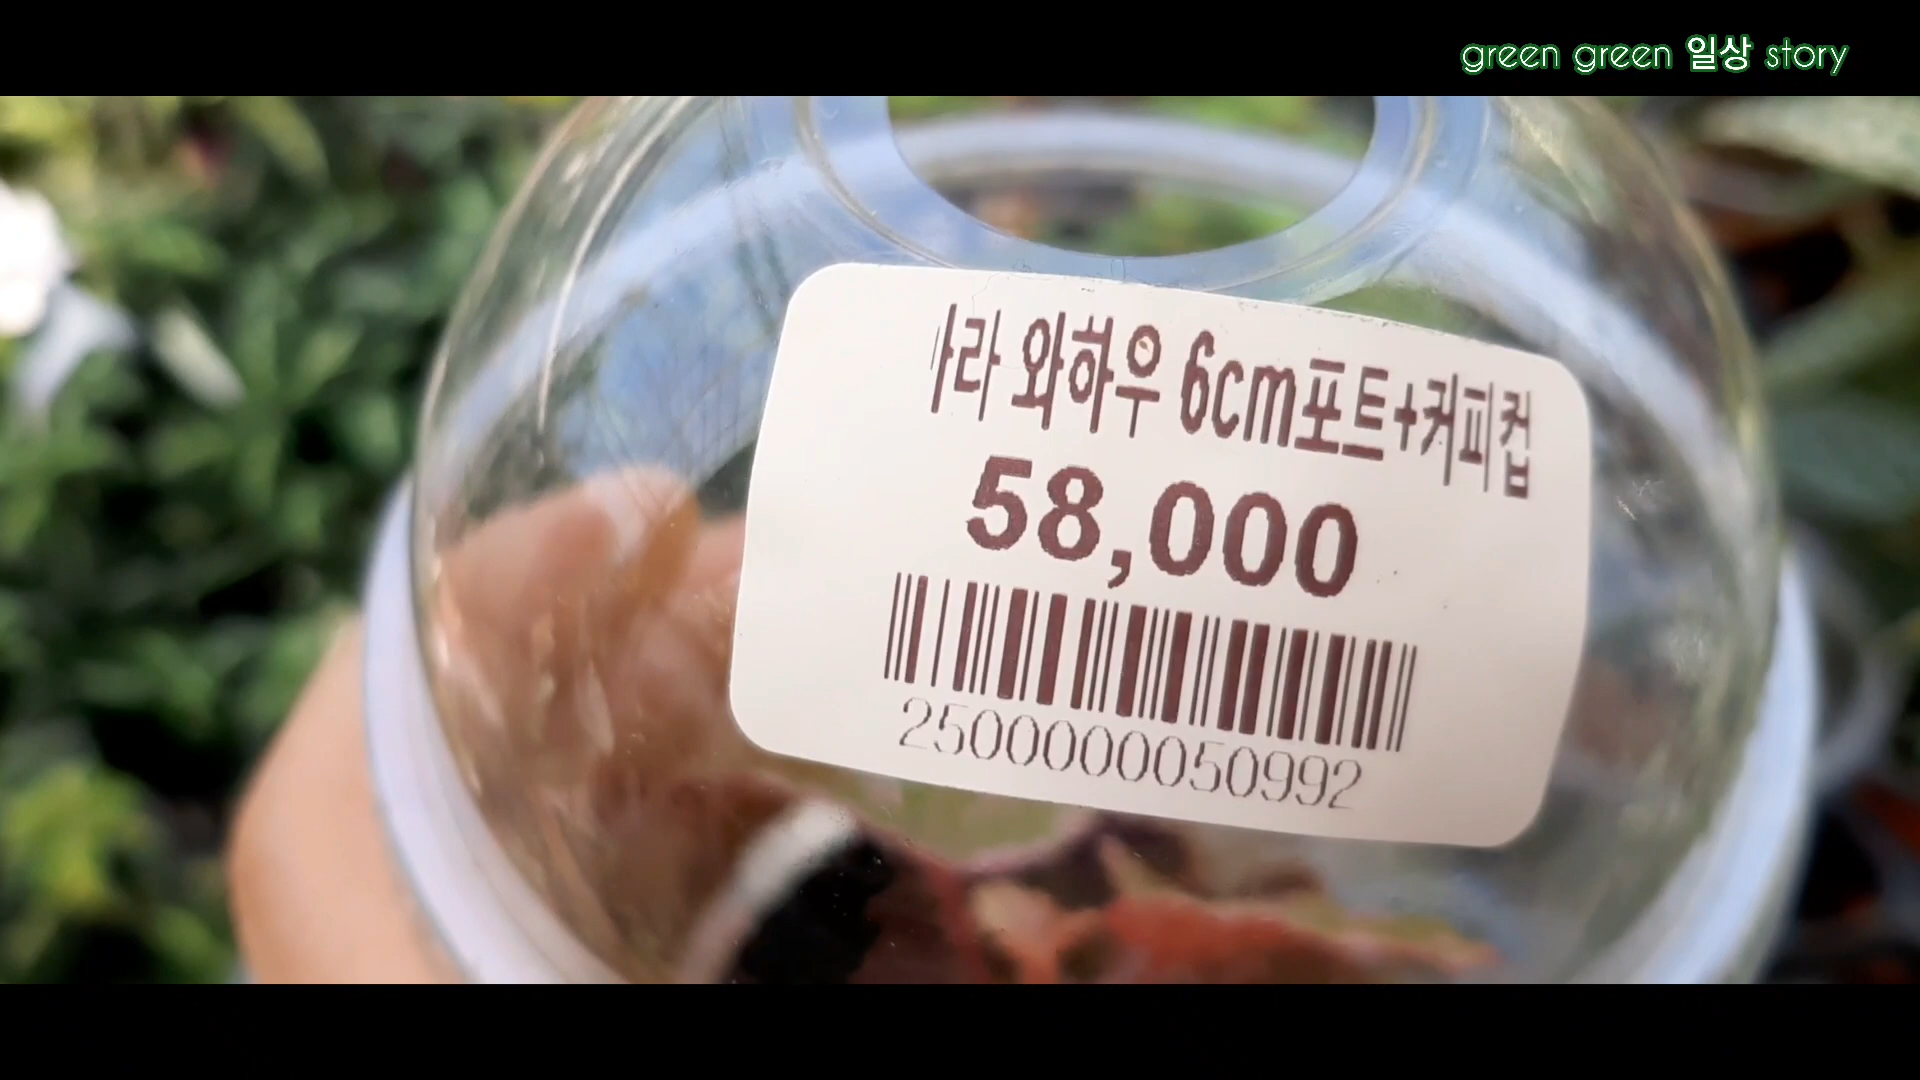 green green 일상 story
라 와하우 6cm포트+커피컵
58,000
2500000050992